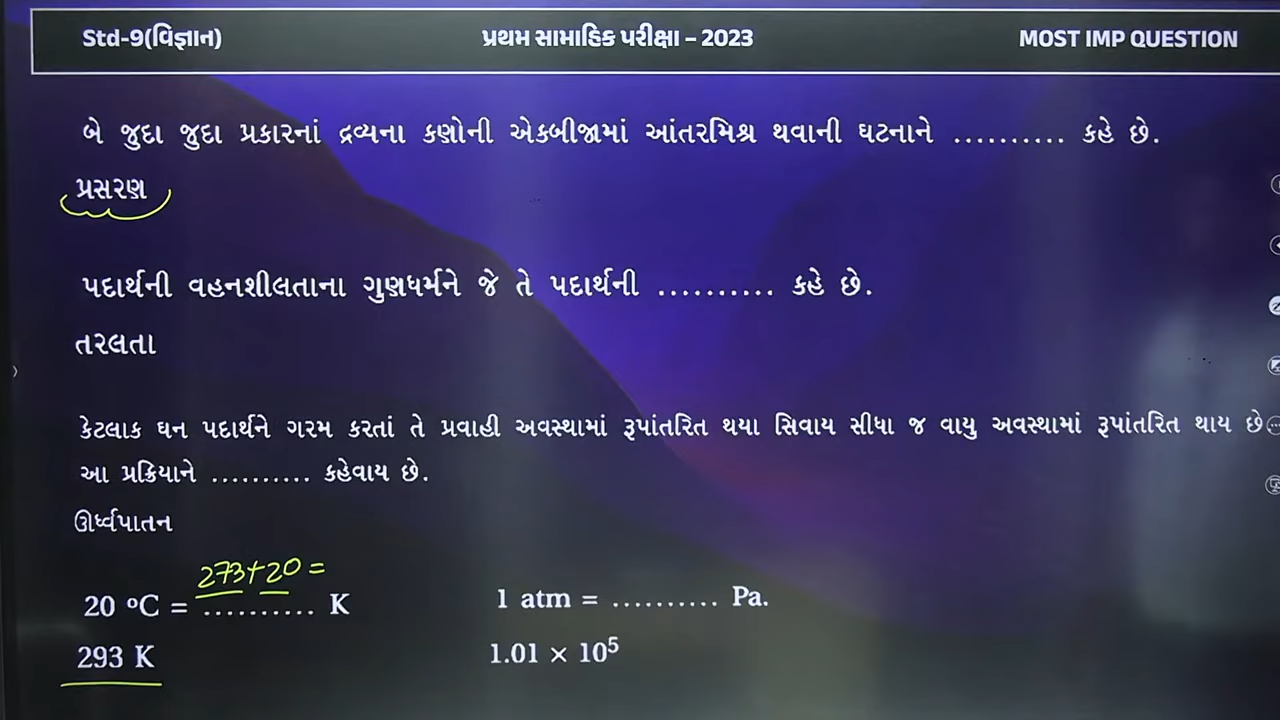 Std-9(વિજ્ઞાન) પ્રથમ સામાહિક પરીક્ષા – 2023 MOST IMP QUESTION
બે જુદા જુદા પ્રકારનાં દ્રવ્યના કણોની એકબીજામાં આંતરમિશ્ર થવાની ઘટનાને .......... કહે છે.
પ્રસરણ
પદાર્થની વહનશીલતાના ગુણધર્મને જે તે પદાર્થની .......... કહે છે.
તરલતા
કેટલાક ઘન પદાર્થને ગરમ કરતાં તે પ્રવાહી અવસ્થામાં રૂપાંતરિત થયા સિવાય સીધા જ વાયુ અવસ્થામાં રૂપાંતરિત થાય છે
આ પ્રક્રિયાને .......... કહેવાય છે.
ઊર્ધ્વપાતન
273+20=
20 °C = .......... K 1 atm = .......... Pa.
293 K 1.01 × 10⁵